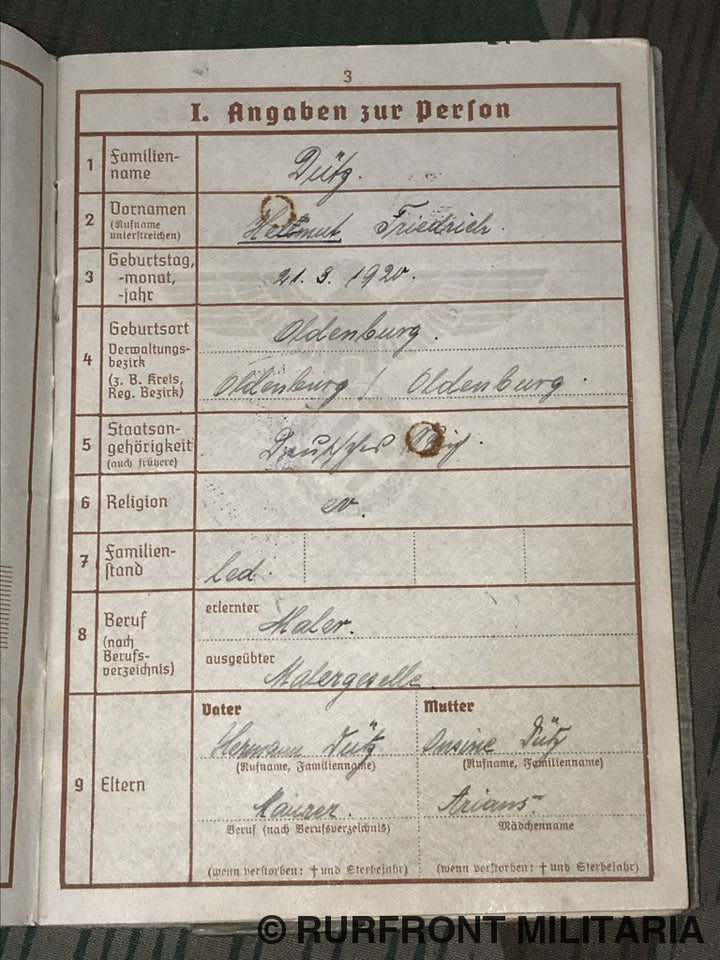 3
I. Angaben zur Person
1 Familien-
name
Dütz.
2 Vornamen
(Rufname
unterstreichen)
Helmut Friedrich.
3 Geburtstag,
-monat,
-jahr
21. 3. 1920.
4 Geburtsort
Verwaltungs-
bezirk
(z. B. Kreis,
Reg. Bezirk)
Oldenburg.
Oldenburg / Oldenburg.
5 Staatsan-
gehörigkeit
(auch frühere)
Deutsches Reich.
6 Religion
ev.
7 Familien-
stand
led.
8 Beruf
(nach
Berufs-
verzeichnis)
erlernter
Maler.
ausgeübter
Malergeselle
9 Eltern
Vater
Hermann Dütz
(Rufname, Familienname)
Maurer.
Beruf (nach Berufsverzeichnis)
(wenn verstorben: † und Sterbejahr)
Mutter
Dütz
(Rufname, Familienname)
Arians.
Mädchenname
(wenn verstorben: † und Sterbejahr)
© RURFRONT MILITARIA